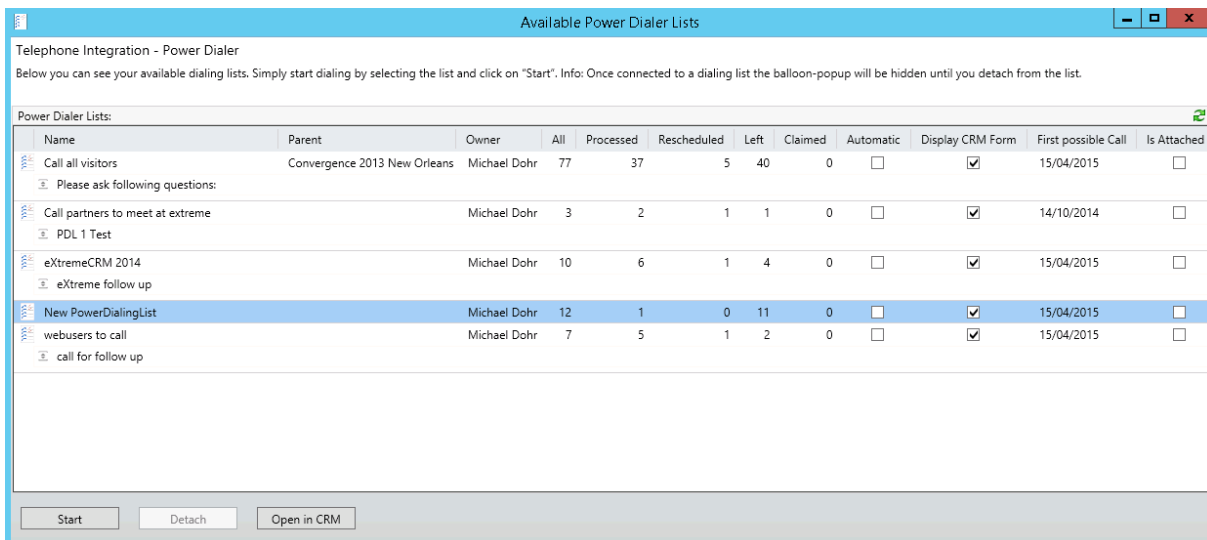 Available Power Dialer Lists
Telephone Integration - Power Dialer
Below you can see your available dialing lists. Simply start dialing by selecting the list and click on "Start". Info: Once connected to a dialing list the balloon-popup will be hidden until you detach from the list.
Power Dialer Lists:
Name Parent Owner All Processed Rescheduled Left Claimed Automatic Display CRM Form First possible Call Is Attached
Call all visitors Convergence 2013 New Orleans Michael Dohr 77 37 5 40 0 15/04/2015
Please ask following questions:
Call partners to meet at extreme Michael Dohr 3 2 1 1 0 14/10/2014
PDL 1 Test
eXtremeCRM 2014 Michael Dohr 10 6 1 4 0 15/04/2015
eXtreme follow up
New PowerDialingList Michael Dohr 12 1 0 11 0 15/04/2015
webusers to call Michael Dohr 7 5 1 2 0 15/04/2015
call for follow up
Start Detach Open in CRM